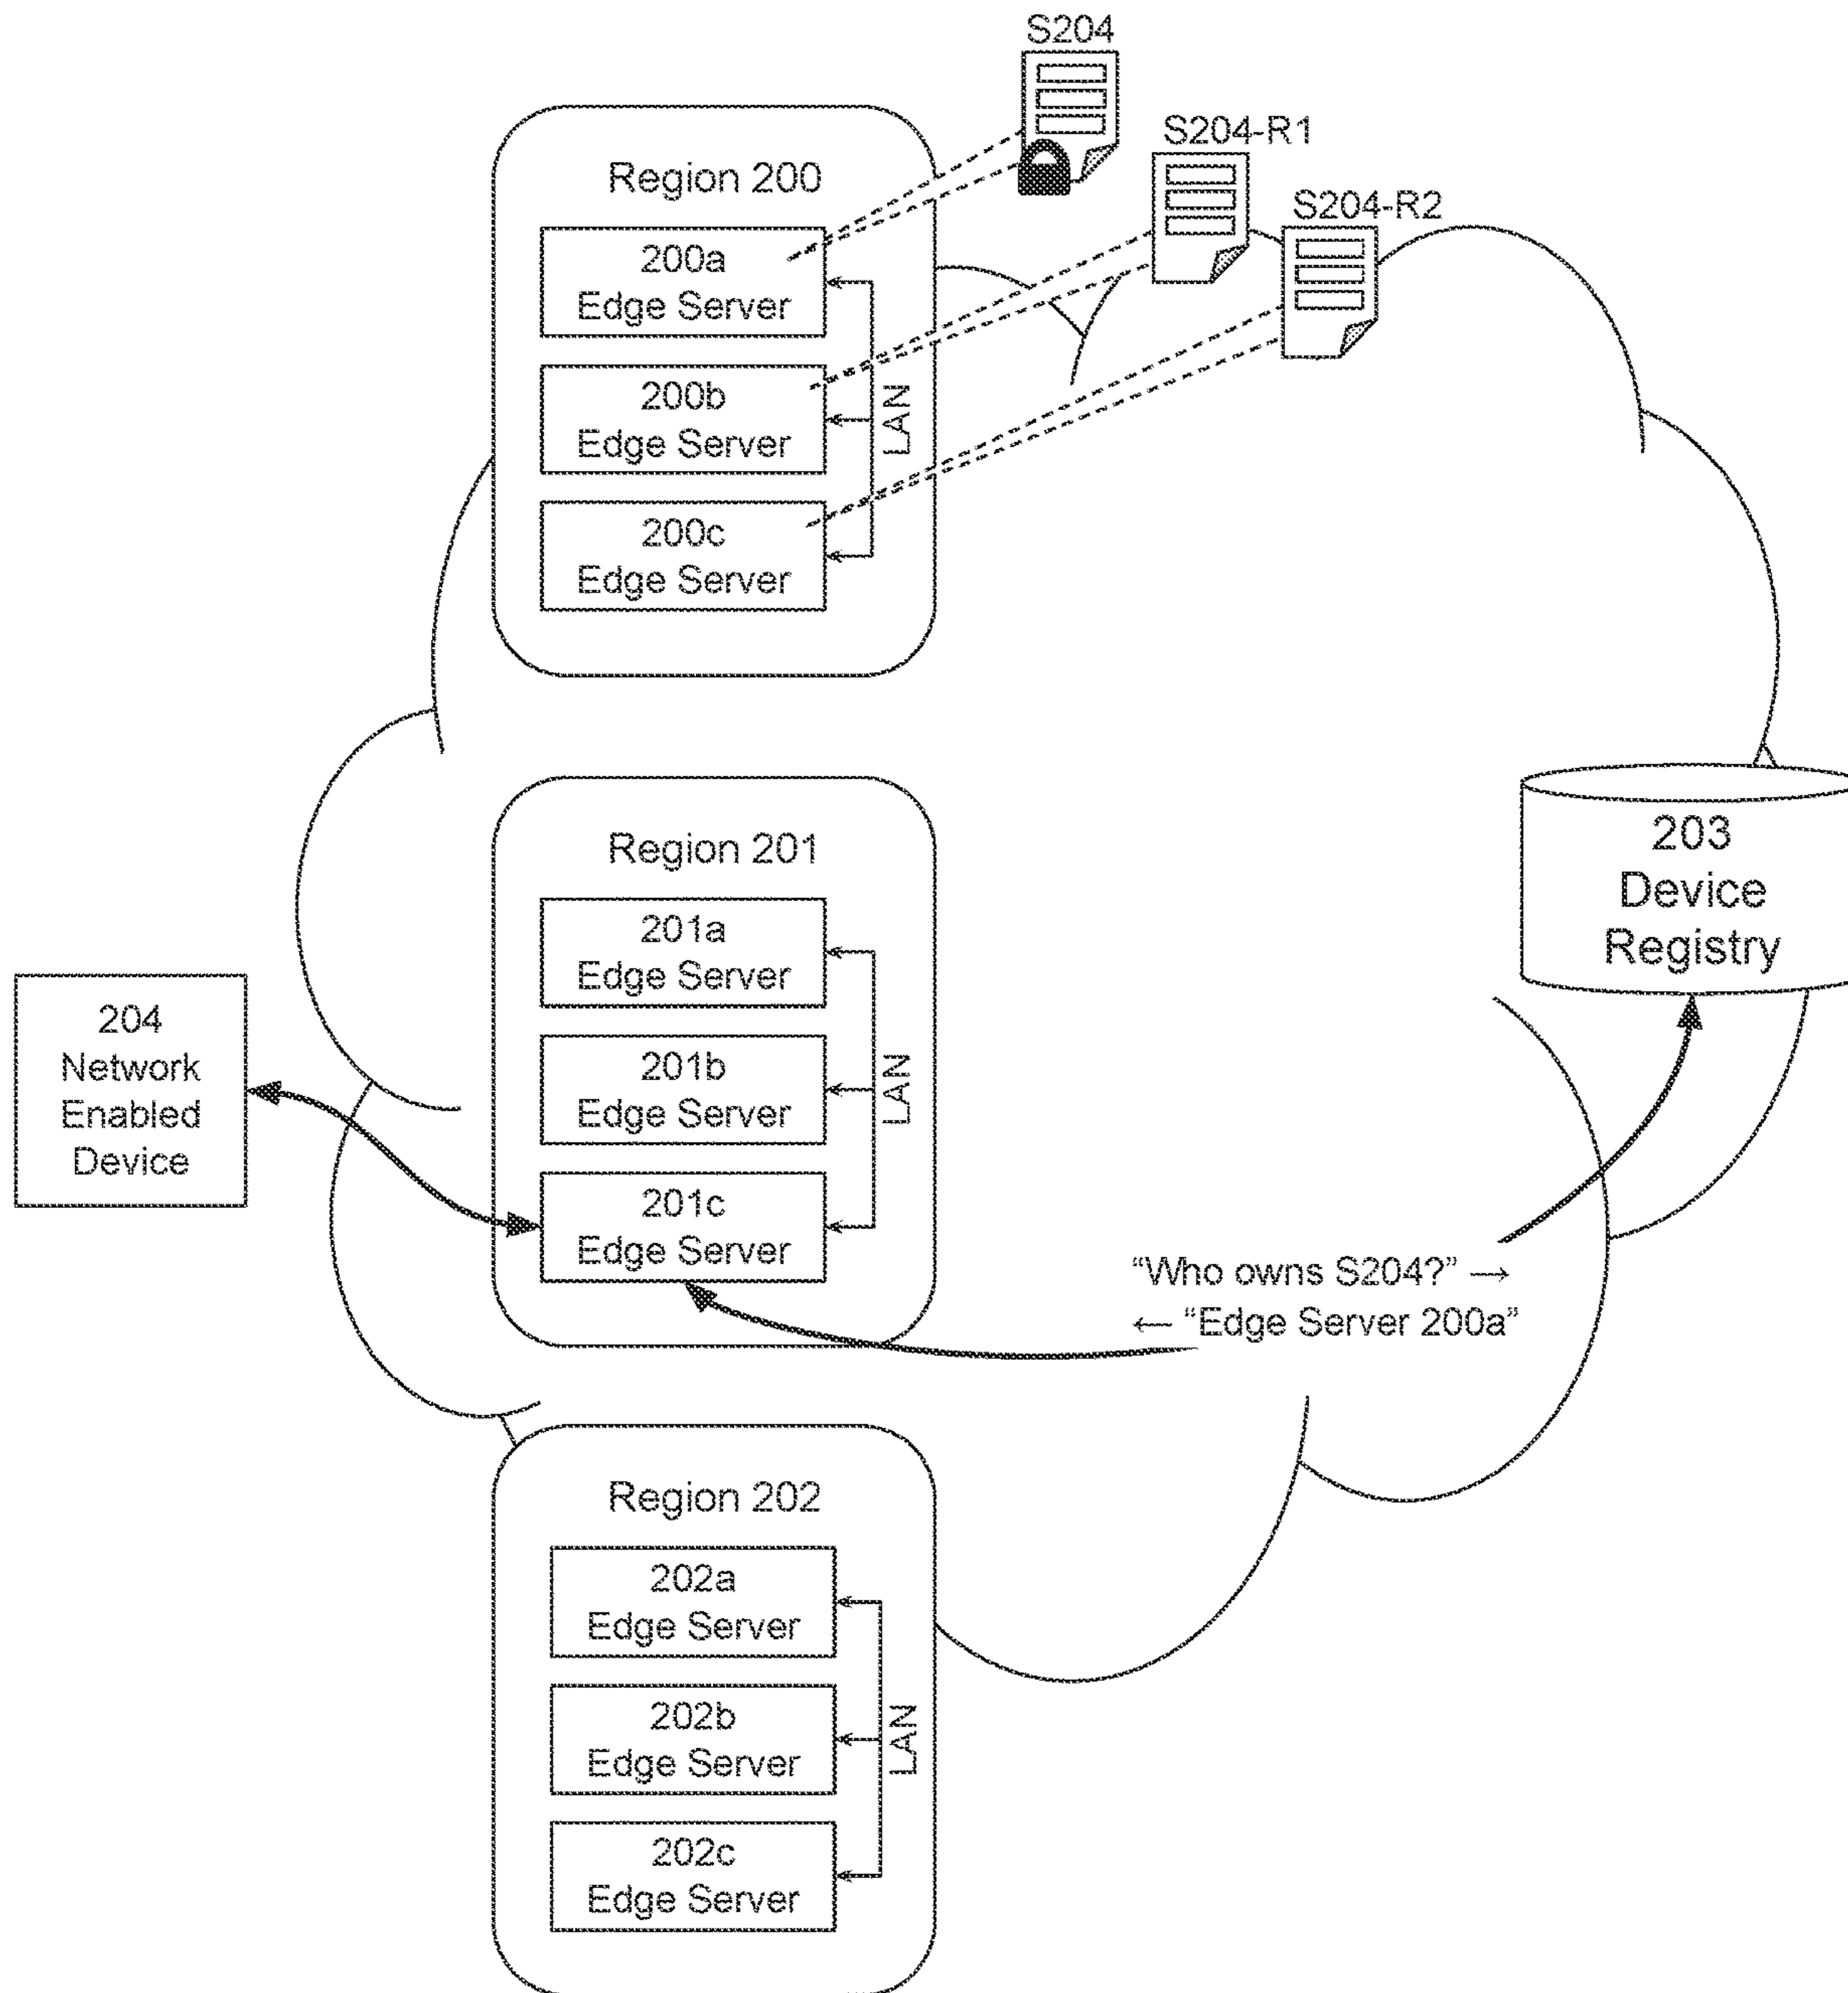 S204
S204-R1
S204-R2
Region 200
200a
Edge Server
200b
Edge Server
200c
Edge Server
LAN
Region 201
201a
Edge Server
201b
Edge Server
201c
Edge Server
LAN
203
Device
Registry
204
Network
Enabled
Device
“Who owns S204?” →
← “Edge Server 200a”
Region 202
202a
Edge Server
202b
Edge Server
202c
Edge Server
LAN